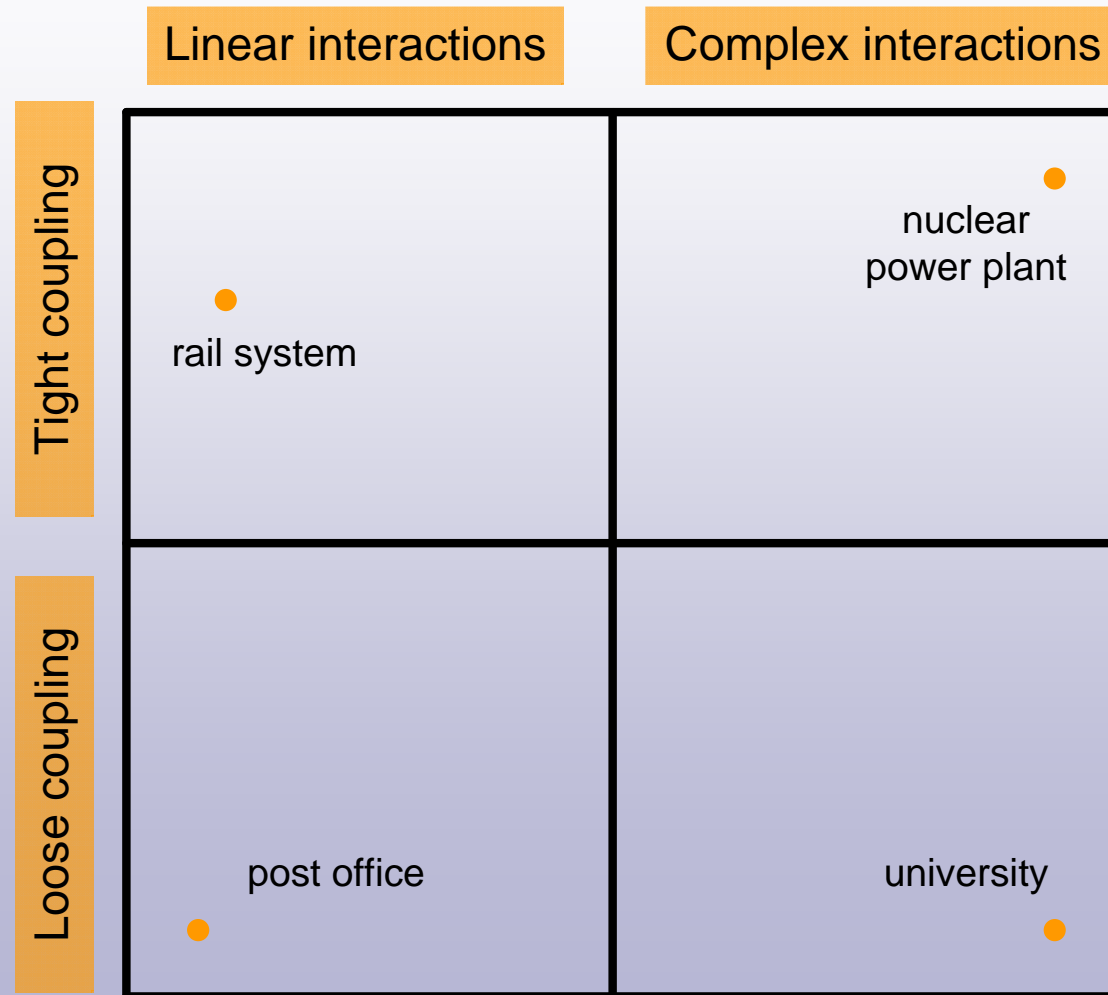 Linear interactions
Complex interactions
Tight coupling
nuclear
power plant
rail system
Loose coupling
post office
university